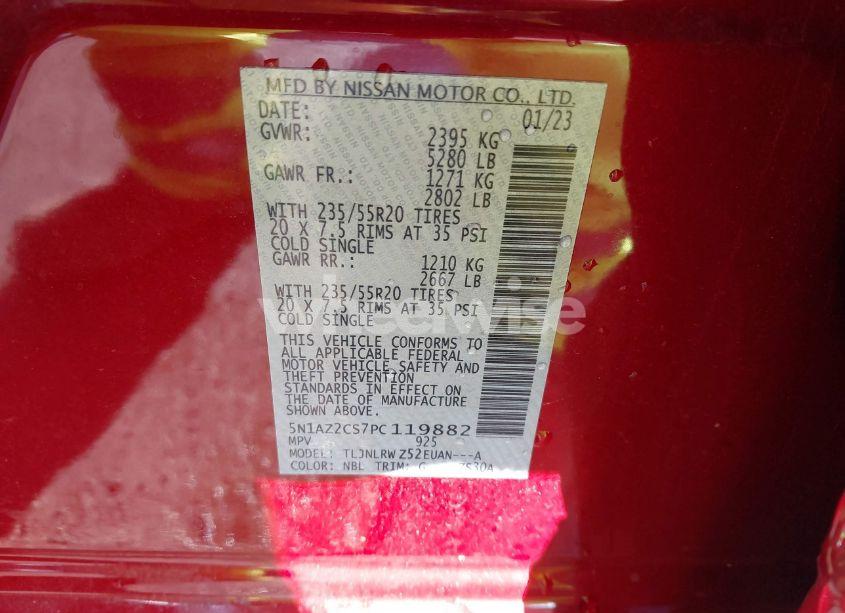 MFD BY NISSAN MOTOR CO., LTD.
DATE: 01/23
GVWR: 2395 KG
5280 LB
GAWR FR.: 1271 KG
2802 LB
WITH 235/55R20 TIRES
20 X 7.5 RIMS AT 35 PSI
COLD SINGLE
GAWR RR.: 1210 KG
2667 LB
WITH 235/55R20 TIRES
20 X 7.5 RIMS AT 35 PSI
COLD SINGLE
wheelwise
THIS VEHICLE CONFORMS TO
ALL APPLICABLE FEDERAL
MOTOR VEHICLE SAFETY AND
THEFT PREVENTION
STANDARDS IN EFFECT ON
THE DATE OF MANUFACTURE
SHOWN ABOVE.
5N1AZ2CS7PC119882
MPV 925
MODEL: TLJNLRW Z52EUAN---A
COLOR: NBL TRIM: G